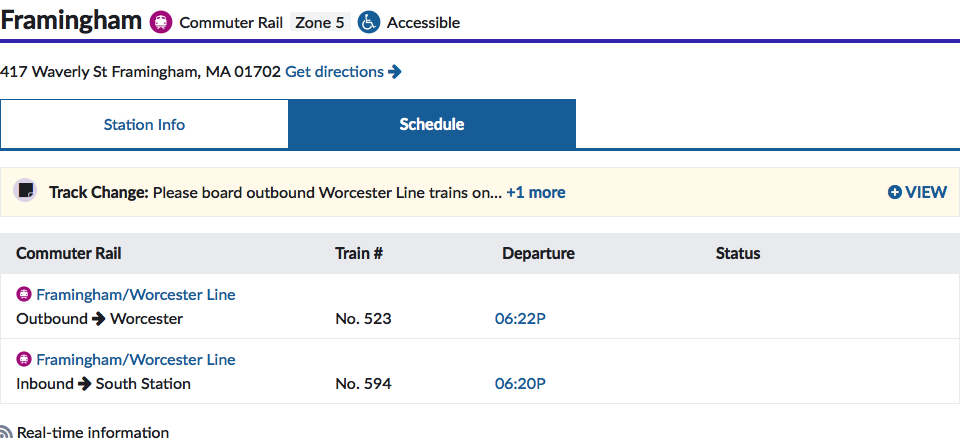 Framingham Commuter Rail Zone 5 Accessible
417 Waverly St Framingham, MA 01702 Get directions
Station Info Schedule
Track Change: Please board outbound Worcester Line trains on... +1 more VIEW
Commuter Rail Train # Departure Status
Framingham/Worcester Line
Outbound Worcester No. 523 06:22P
Framingham/Worcester Line
Inbound South Station No. 594 06:20P
Real-time information